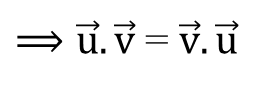 ⟹ u⃗. v⃗ = v⃗. u⃗